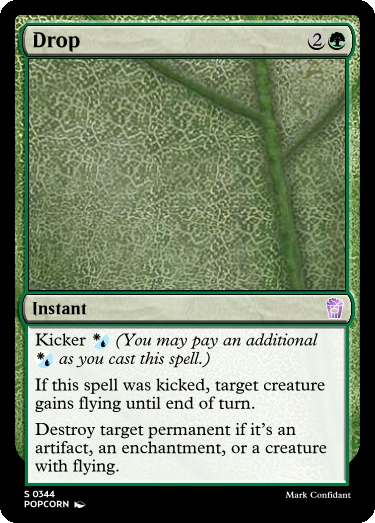 Drop 2
Instant
Kicker (You may pay an additional
as you cast this spell.)
If this spell was kicked, target creature
gains flying until end of turn.
Destroy target permanent if it's an
artifact, an enchantment, or a creature
with flying.
S 0344
POPCORN Mark Confidant